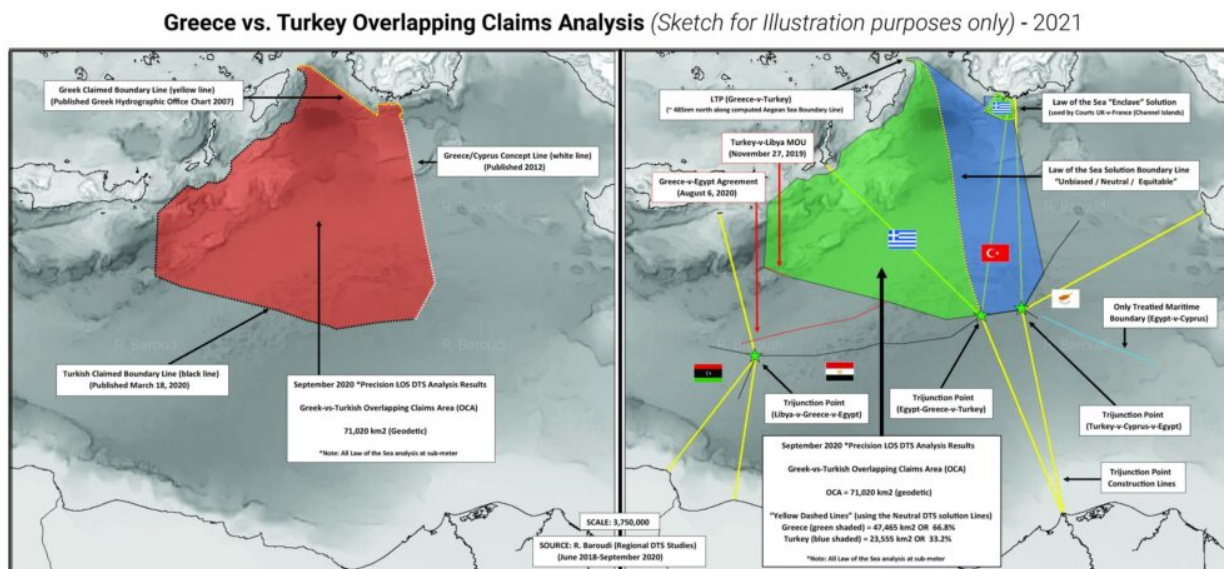 Greece vs. Turkey Overlapping Claims Analysis (Sketch for Illustration purposes only) - 2021
Greek Claimed Boundary Line (yellow line)
(Published Greek Hydrographic Office Chart 2007)
Greece/Cyprus Concept Line (white line)
(Published 2012)
R. Baroudi
Turkish Claimed Boundary Line (black line)
(Published March 18, 2020)
September 2020 *Precision LOS DTS Analysis Results
Greek-vs-Turkish Overlapping Claims Area (OCA)
71,020 km2 (Geodetic)
*Note: All Law of the Sea analysis at sub-meter
SCALE: 3,750,000
SOURCE: R. Baroudi (Regional DTS Studies)
(June 2018-September 2020)
LTP (Greece-v-Turkey)
(~ 485nm north along computed Aegean Sea Boundary Line)
Turkey-v-Libya MOU
(November 27, 2019)
Greece-v-Egypt Agreement
(August 6, 2020)
Law of the Sea "Enclave" Solution
(used by Courts UK-v-France (Channel Islands)
Law of the Sea Solution Boundary Line
"Unbiased / Neutral / Equitable"
Only Treated Maritime
Boundary (Egypt-v-Cyprus)
R. Baroudi
R. Baroudi
Trijunction Point
(Libya-v-Greece-v-Egypt)
Trijunction Point
(Egypt-Greece-v-Turkey)
Trijunction Point
(Turkey-v-Cyprus-v-Egypt)
Trijunction Point
Construction Lines
September 2020 *Precision LOS DTS Analysis Results
Greek-vs-Turkish Overlapping Claims Area (OCA)
OCA = 71,020 km2 (geodetic)
"Yellow Dashed Lines" (using the Neutral DTS solution Lines)
Greece (green shaded) = 47,465 km2 OR 66.8%
Turkey (blue shaded) = 23,555 km2 OR 33.2%
*Note: All Law of the Sea analysis at sub-meter